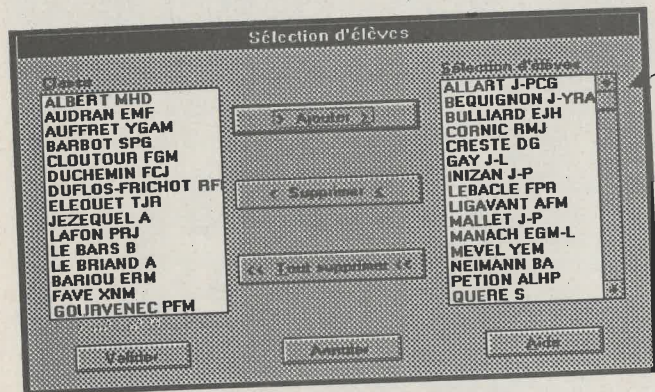 Sélection d'élèves
Classe
ALBERT MHD
AUDRAN EMF
AUFFRET YGAM
BARBOT SPG
CLOUTOUR FGM
DUCHEMIN FCJ
DUFLOS-FRICHOT RF
ELEOUET TJR
JEZEQUEL A
LAFON PRJ
LE BARS B
LE BRIAND A
BARIOU ERM
FAVE XNM
GOURVENEC PFM
> Ajouter >
< Supprimer <
<< Tout supprimer <<
Sélection d'élèves
ALLART J-PCG
BEQUIGNON J-YRA
BULLIARD EJH
CORNIC RMJ
CRESTE DG
GAY J-L
INIZAN J-P
LEBACLE FPR
LIGAVANT AFM
MALLET J-P
MANACH EGM-L
MEVEL YEM
NEIMANN BA
PETION ALHP
QUERE S
Valider
Annuler
Aide